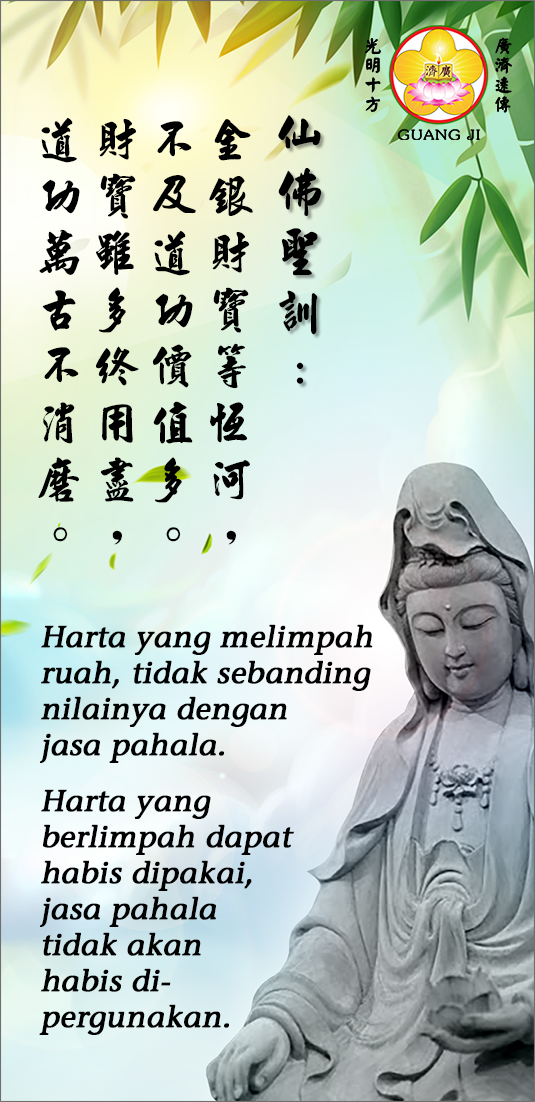 光明十方
濟廣
廣濟遠傳
GUANG JI
仙佛聖訓：
金銀財寶等恆河，
不及道功價值多。
財寶雖多終用盡，
道功萬古不消磨。
Harta yang melimpah
ruah, tidak sebanding
nilainya dengan
jasa pahala.
Harta yang
berlimpah dapat
habis dipakai,
jasa pahala
tidak akan
habis di-
pergunakan.